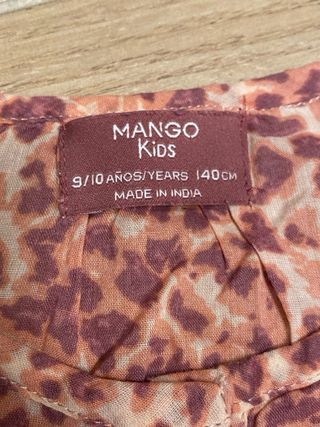 MANGO
Kids
9/10 AÑOS/YEARS 140CM
MADE IN INDIA